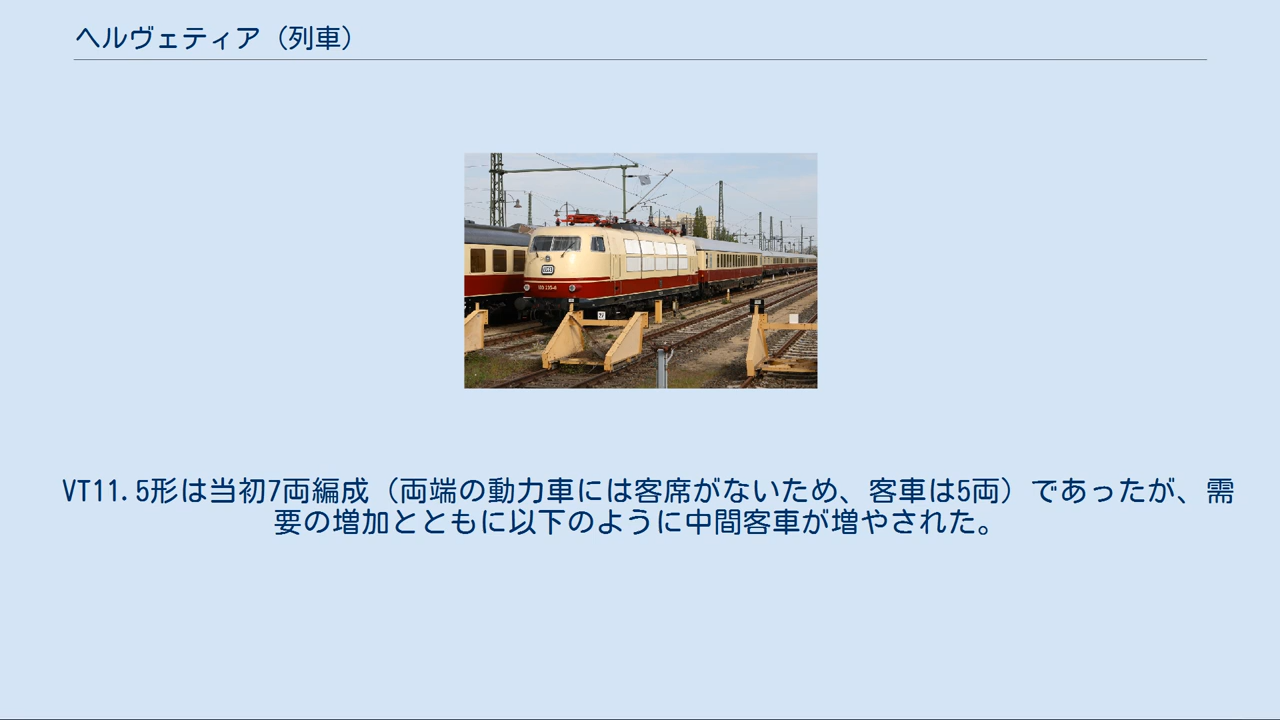 ヘルヴェティア（列車）
VT11.5形は当初7両編成（両端の動力車には客席がないため、客車は5両）であったが、需
要の増加とともに以下のように中間客車が増やされた。